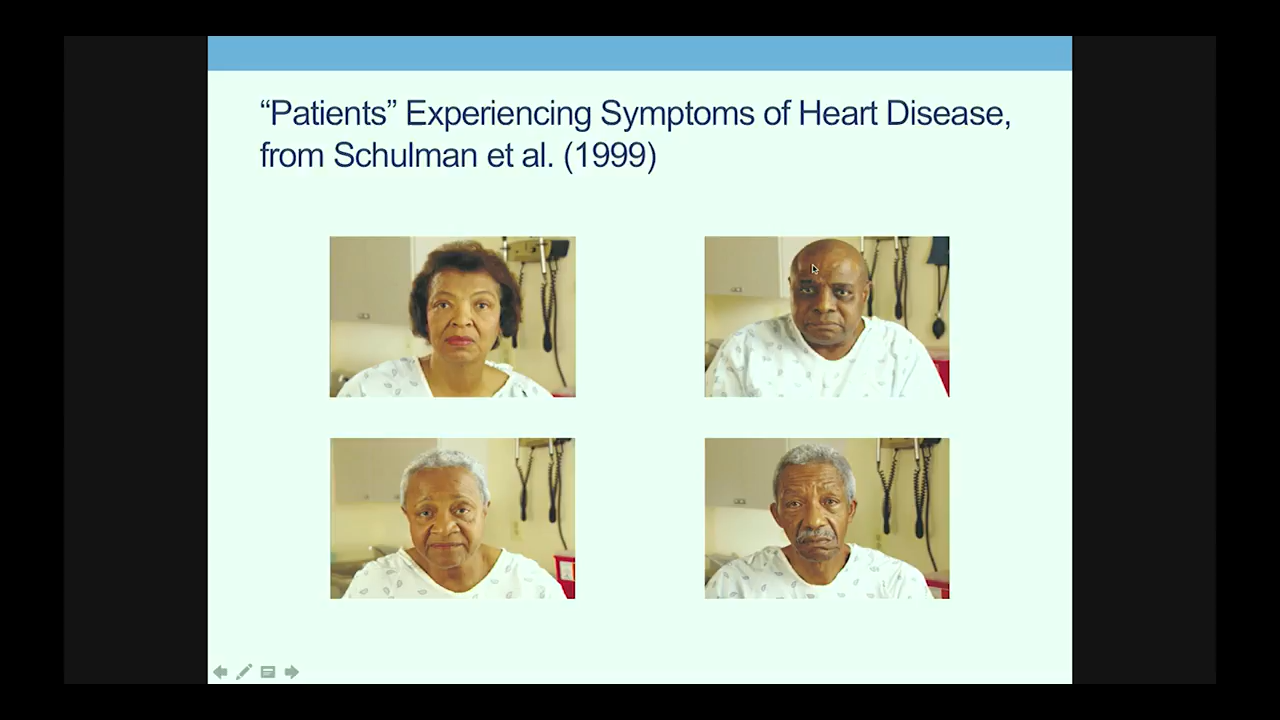 “Patients” Experiencing Symptoms of Heart Disease,
from Schulman et al. (1999)